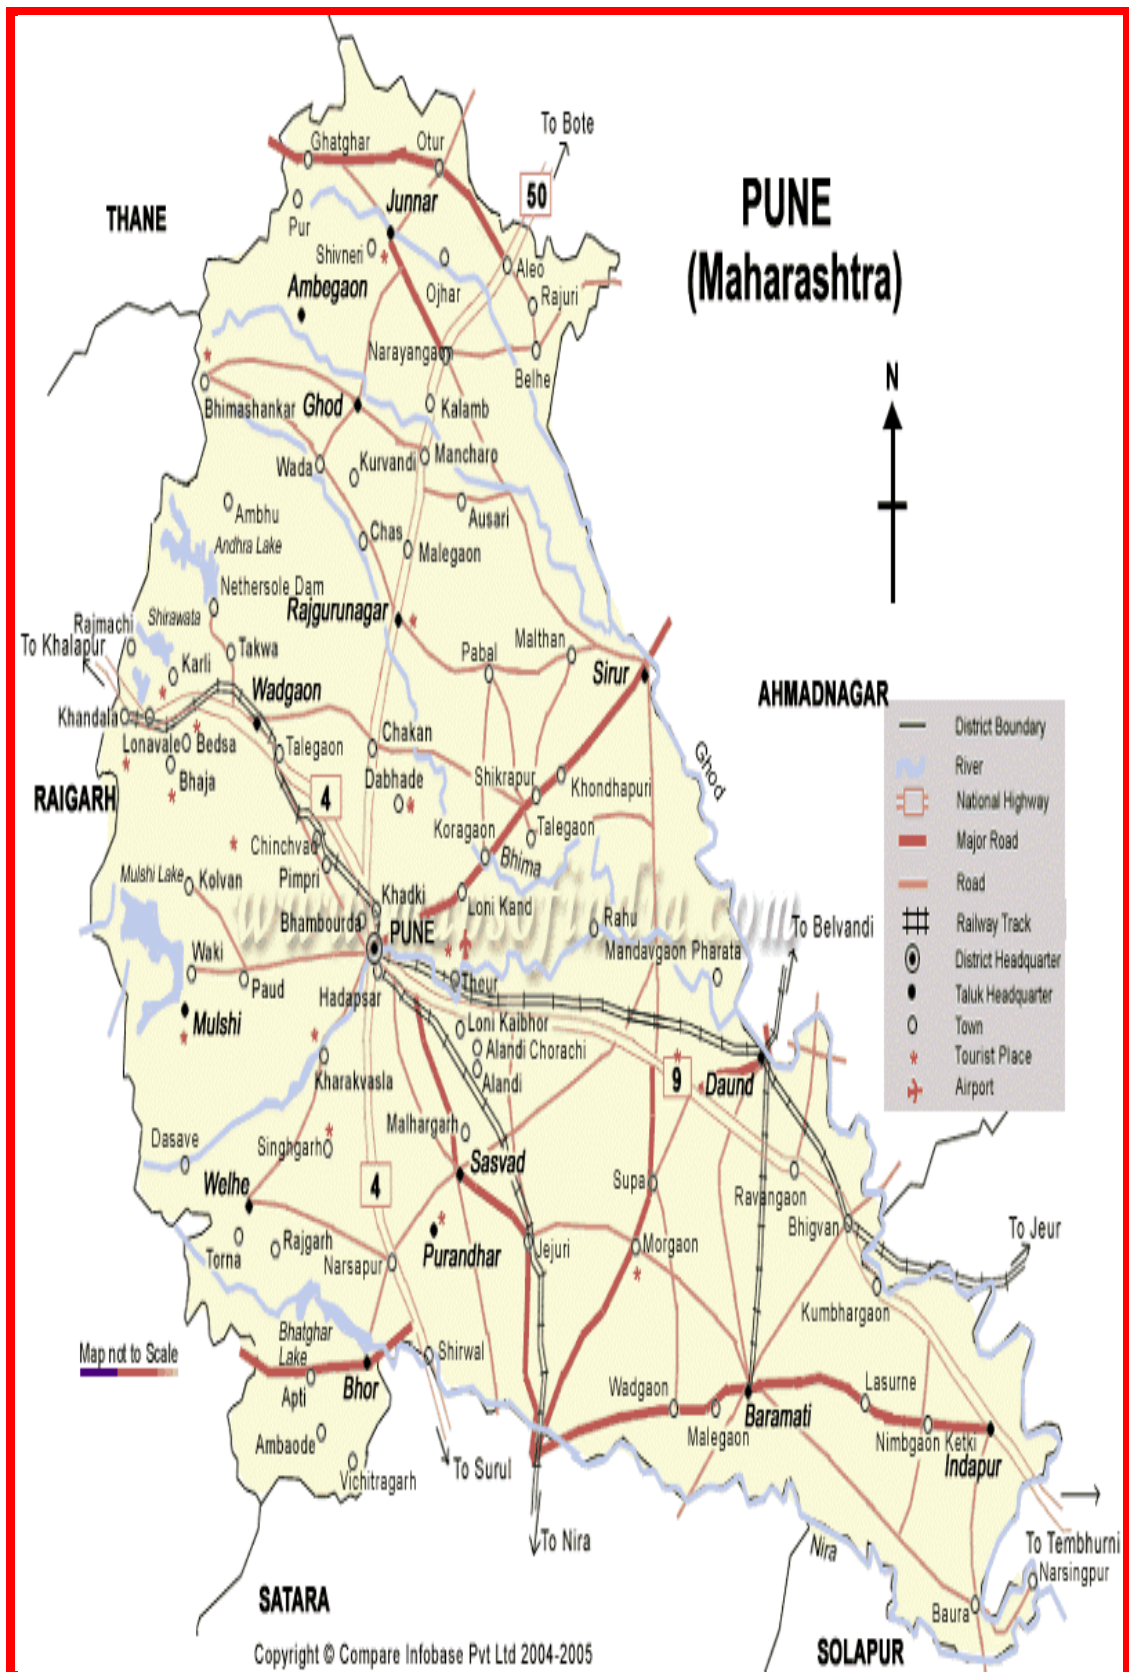 PUNE
(Maharashtra)
N
THANE
To Bote
50
Ghatghar
Otur
Junnar
Pur
Shivneri
Ojhar
Aleo
Rajuri
Ambegaon
Narayangaon
Belhe
Bhimashankar
Ghod
Kalamb
Wada
Kurvandi
Mancharo
Ambhu
Ausari
Andhra Lake
Chas
Malegaon
Nethersole Dam
Rajgurunagar
Shirawata
Rajmachi
To Khalapur
Karli
Takwa
Pabal
Malthan
Sirur
AHMADNAGAR
Wadgaon
Khandala
Lonavale
Bedsa
Talegaon
Chakan
Bhaja
Dabhade
Shikrapur
Khondhapuri
Ghod
RAIGARH
4
Chinchvad
Koragaon
Talegaon
Pimpri
Bhima
Mulshi Lake
Kolvan
Khadki
Loni Kand
Bhambourda
PUNE
www.mapsofindia.com
Rahu
Mandavgaon Pharata
To Belvandi
Waki
Paud
Hadapsar
Theur
Mulshi
Loni Kaibhor
Alandi Chorachi
Alandi
Kharakvasla
9
Daund
Malhargarh
Dasave
Singhgarh
Sasvad
Welhe
4
Supa
Ravangaon
Bhigvan
To Jeur
Torna
Rajgarh
Narsapur
Purandhar
Jejuri
Morgaon
Kumbhargaon
Map not to Scale
Bhatghar
Lake
Shirwal
Apti
Bhor
Wadgaon
Malegaon
Baramati
Lasurne
Nimbgaon Ketki
Indapur
Ambaode
Vichitragarh
To Surul
To Nira
Nira
To Tembhurni
Narsingpur
Baura
SATARA
SOLAPUR
District Boundary
River
National Highway
Major Road
Road
Railway Track
District Headquarter
Taluk Headquarter
Town
Tourist Place
Airport
Copyright © Compare Infobase Pvt Ltd 2004-2005